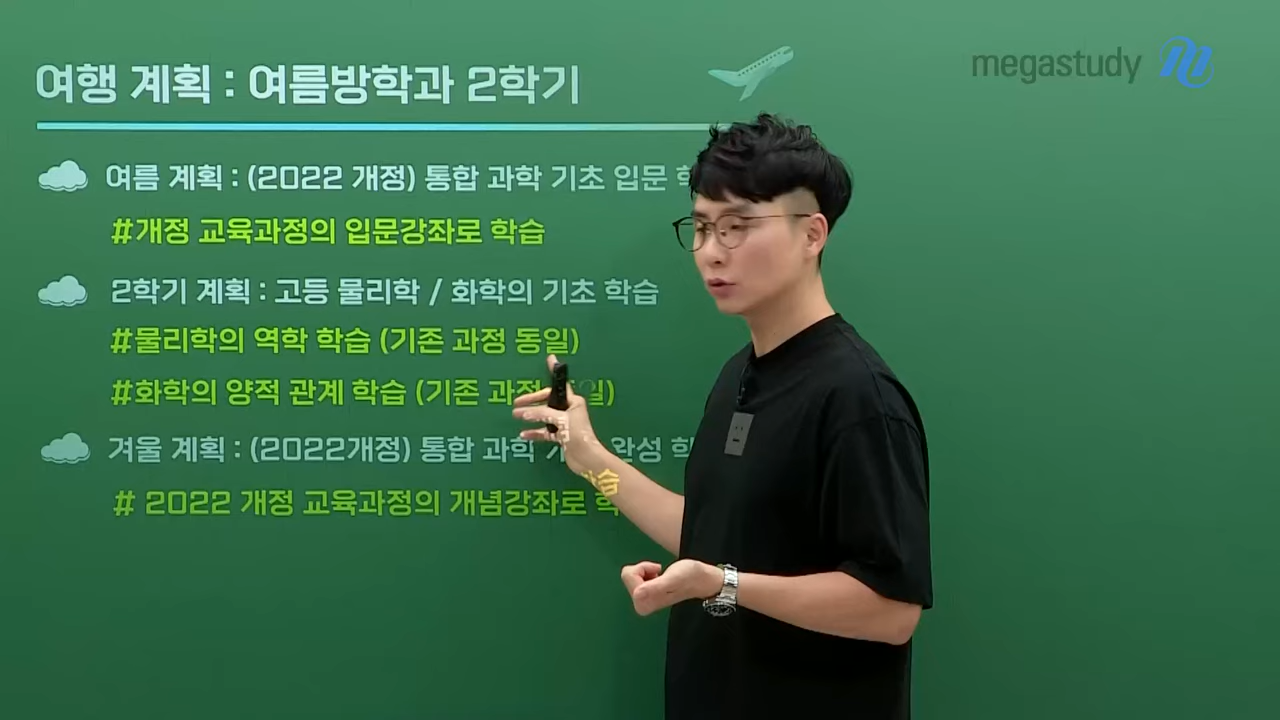 여행 계획 : 여름방학과 2학기
megastudy
여름 계획 : (2022 개정) 통합 과학 기초 입문
#개정 교육과정의 입문강좌로 학습
2학기 계획 : 고등 물리학 / 화학의 기초 학습
#물리학의 역학 학습 (기존 과정 동일)
#화학의 양적 관계 학습 (기존 과정
겨울 계획 : (2022개정) 통합 과학 완성
# 2022 개정 교육과정의 개념강좌로